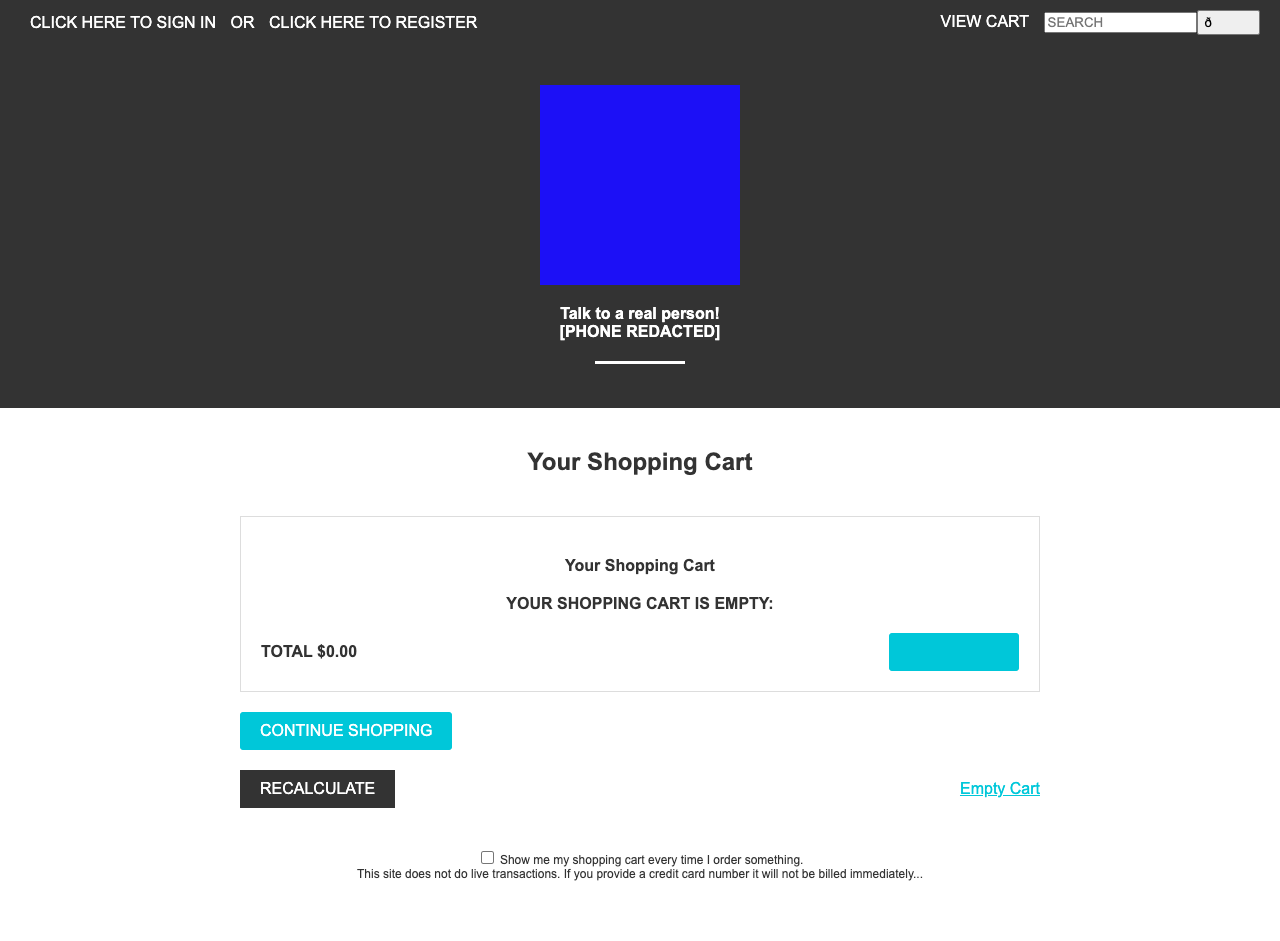 CLICK HERE TO SIGN IN OR CLICK HERE TO REGISTER VIEW CART SEARCH ð
Talk to a real person!
[PHONE REDACTED]
Your Shopping Cart
Your Shopping Cart
YOUR SHOPPING CART IS EMPTY:
TOTAL $0.00
CONTINUE SHOPPING
RECALCULATE Empty Cart
Show me my shopping cart every time I order something.
This site does not do live transactions. If you provide a credit card number it will not be billed immediately...